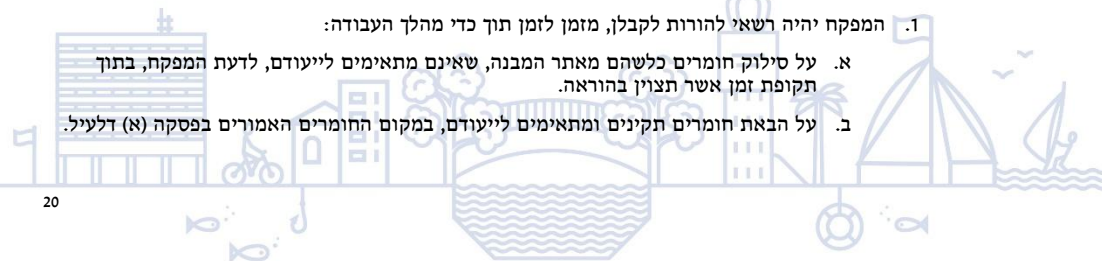 1. המפקח יהיה רשאי להורות לקבלן, מזמן לזמן תוך כדי מהלך העבודה:
א. על סילוק חומרים כלשהם מאתר המבנה, שאינם מתאימים לייעודם, לדעת המפקח, בתוך
תקופת זמן אשר תצוין בהוראה.
ב. על הבאת חומרים תקינים ומתאימים לייעודם, במקום החומרים האמורים בפסקה (א) דלעיל.
20